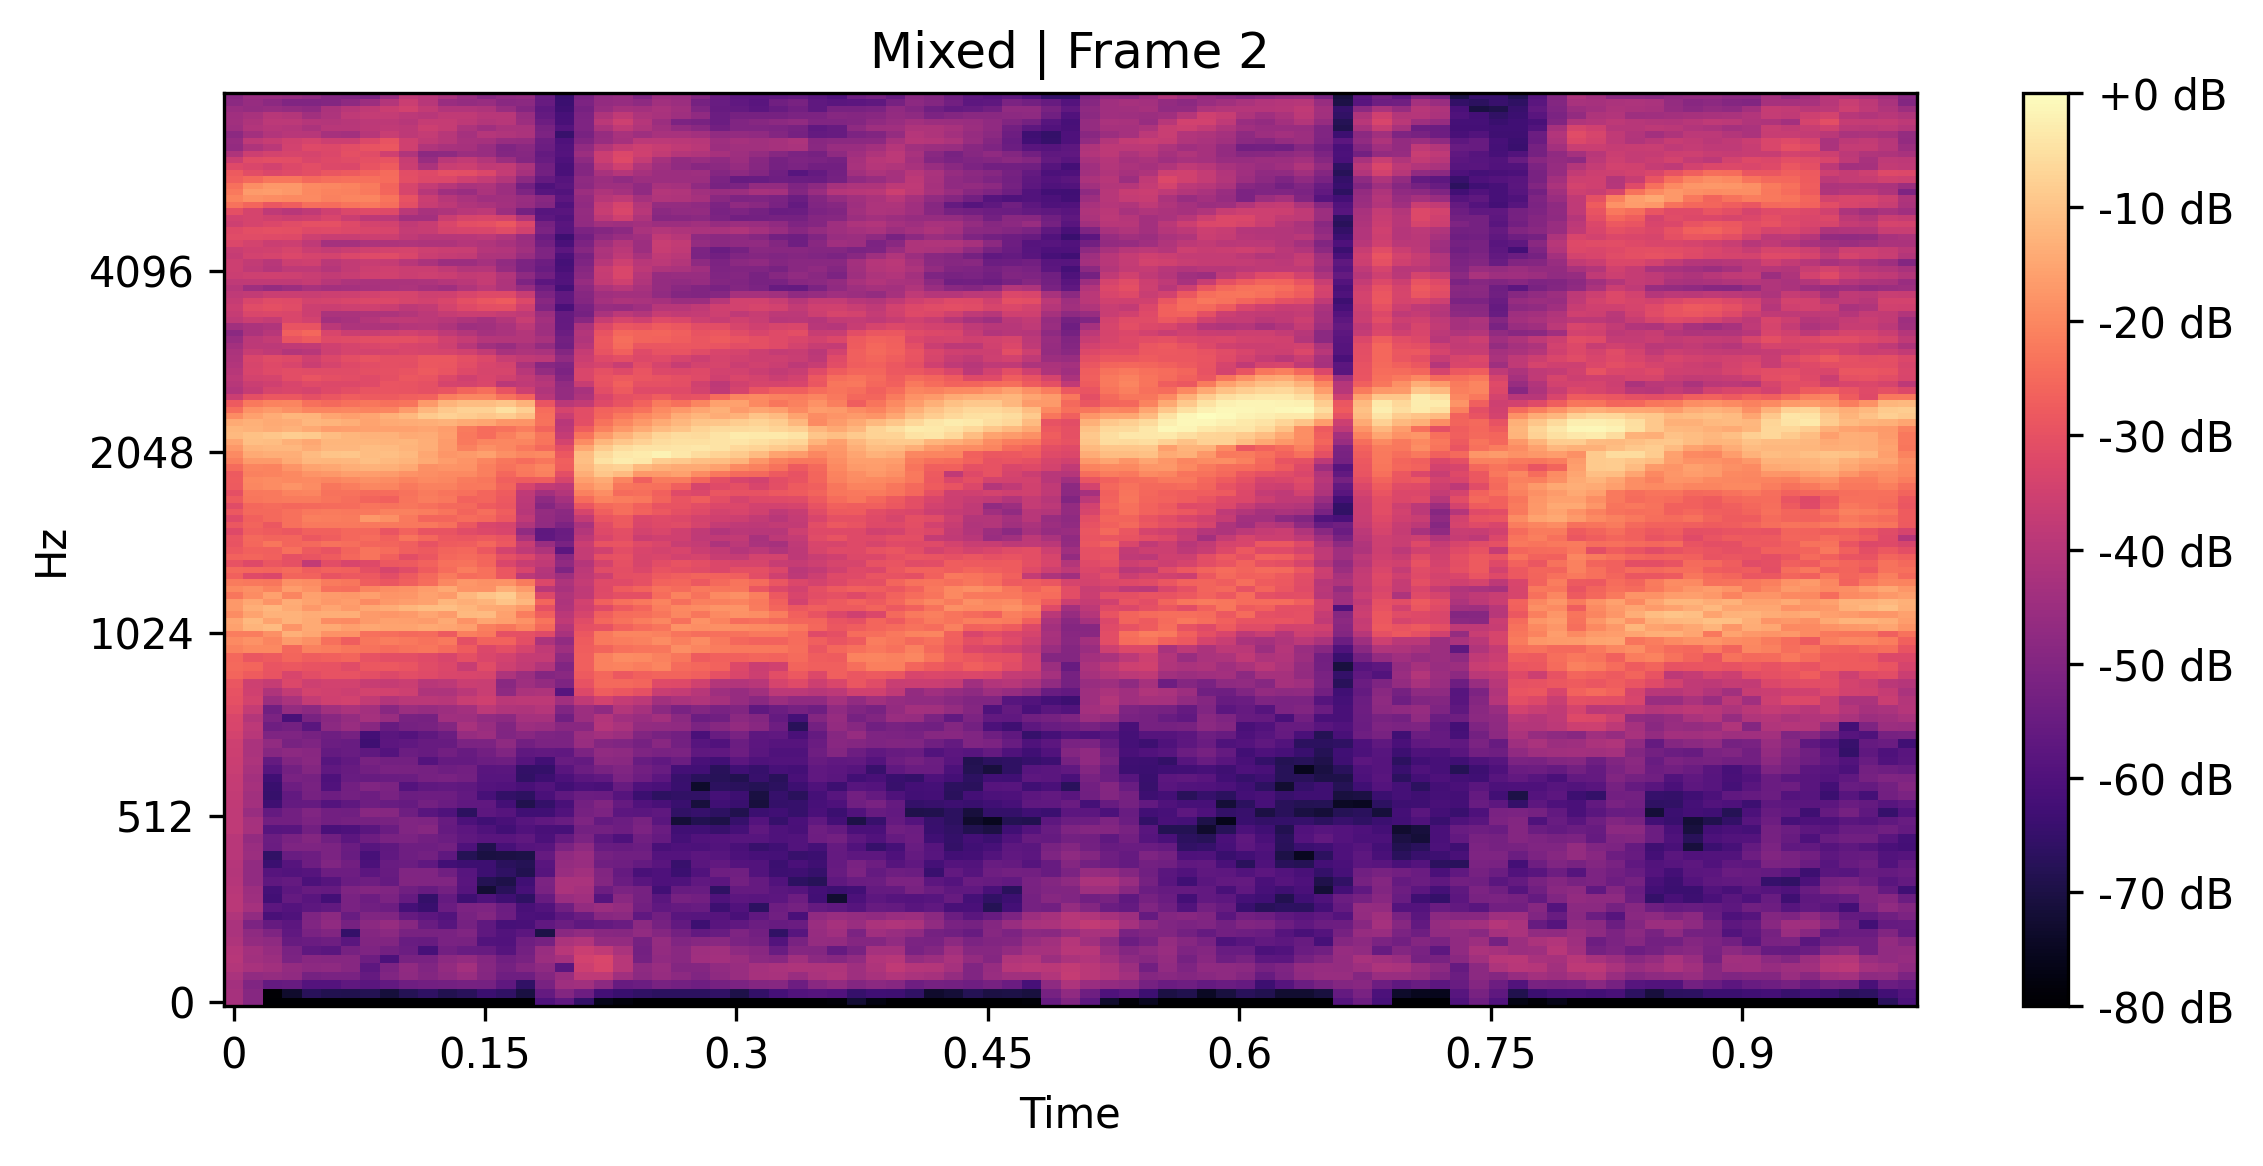 Mixed | Frame 2
Hz
4096
2048
1024
512
0
0 0.15 0.3 0.45 0.6 0.75 0.9
Time
+0 dB
-10 dB
-20 dB
-30 dB
-40 dB
-50 dB
-60 dB
-70 dB
-80 dB